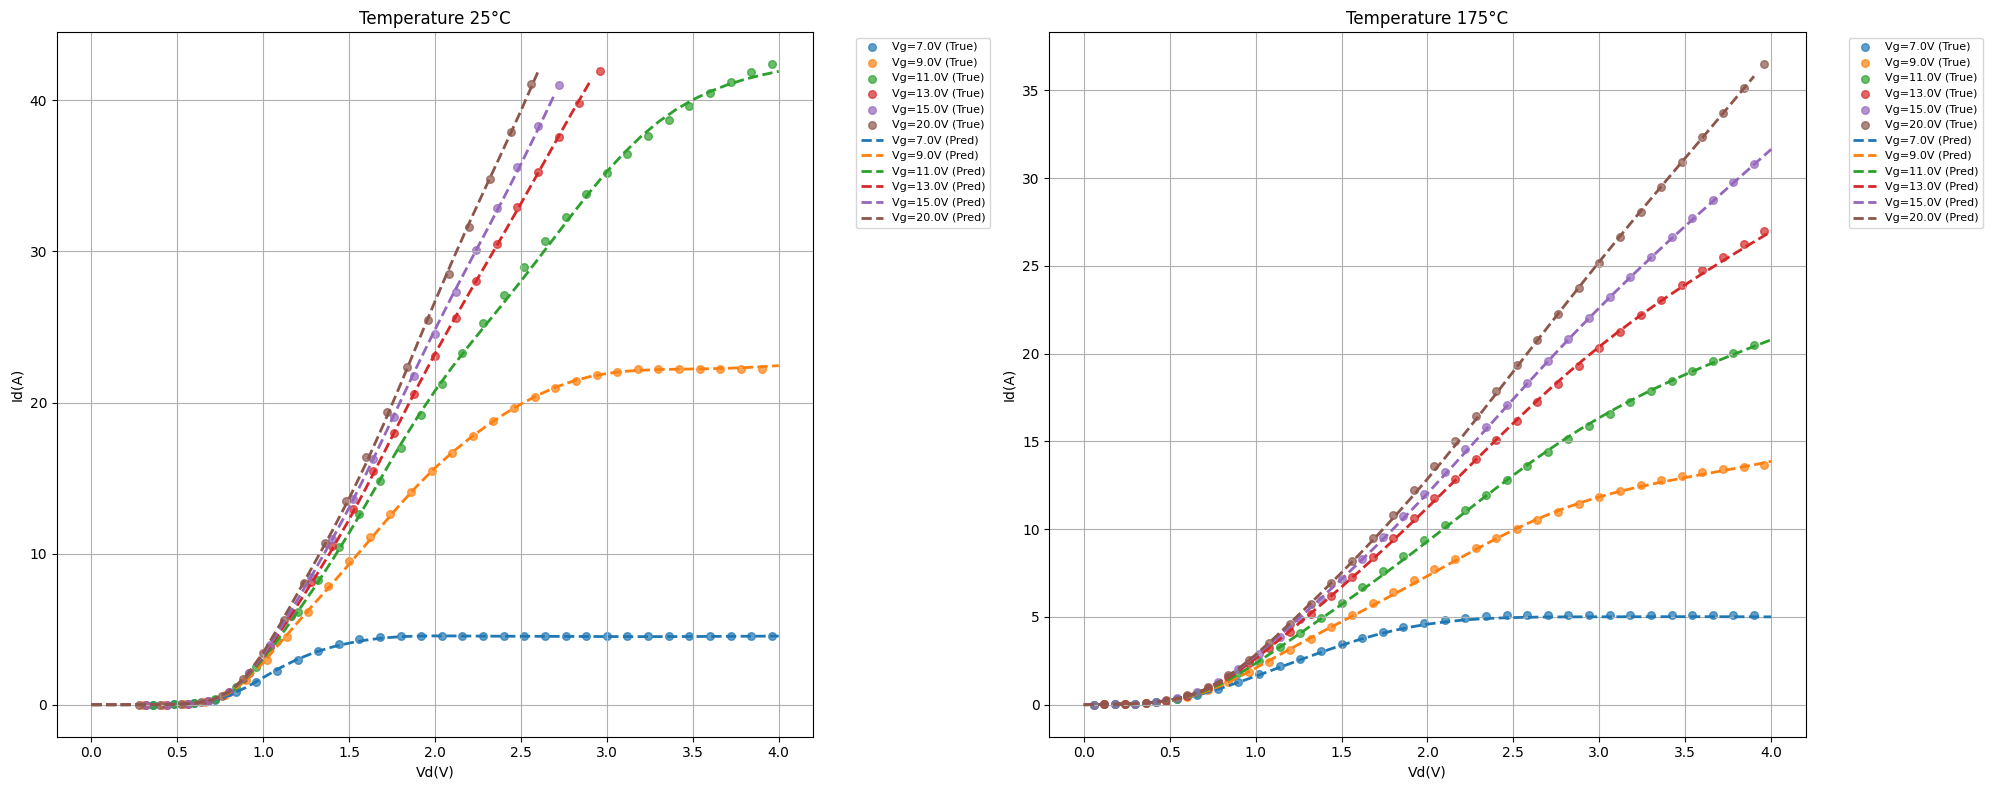 Temperature 25°C
Id(A)
40
30
20
10
0
0.0 0.5 1.0 1.5 2.0 2.5 3.0 3.5 4.0
Vd(V)
Vg=7.0V (True)
Vg=9.0V (True)
Vg=11.0V (True)
Vg=13.0V (True)
Vg=15.0V (True)
Vg=20.0V (True)
Vg=7.0V (Pred)
Vg=9.0V (Pred)
Vg=11.0V (Pred)
Vg=13.0V (Pred)
Vg=15.0V (Pred)
Vg=20.0V (Pred)
Temperature 175°C
Id(A)
35
30
25
20
15
10
5
0
0.0 0.5 1.0 1.5 2.0 2.5 3.0 3.5 4.0
Vd(V)
Vg=7.0V (True)
Vg=9.0V (True)
Vg=11.0V (True)
Vg=13.0V (True)
Vg=15.0V (True)
Vg=20.0V (True)
Vg=7.0V (Pred)
Vg=9.0V (Pred)
Vg=11.0V (Pred)
Vg=13.0V (Pred)
Vg=15.0V (Pred)
Vg=20.0V (Pred)